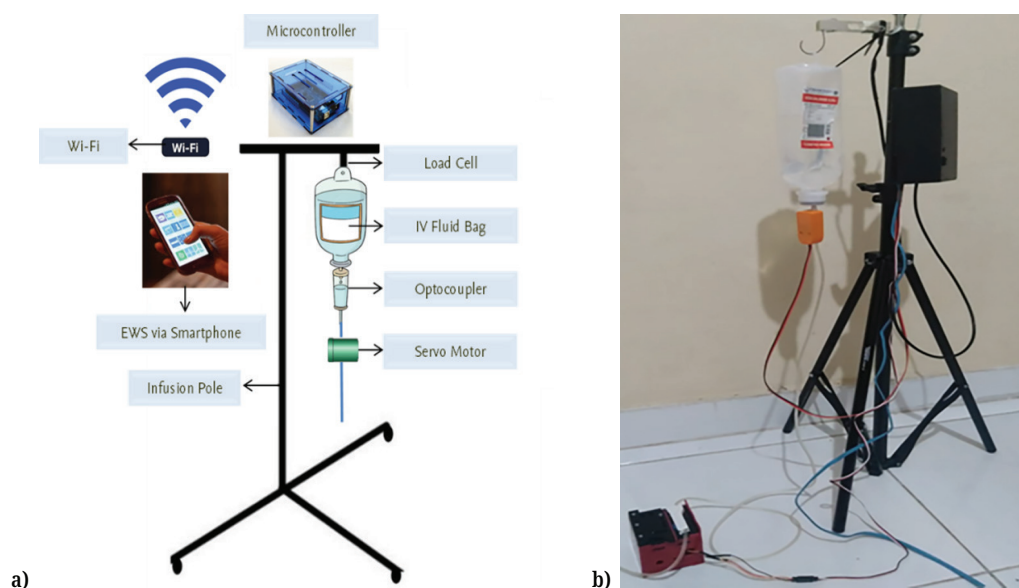 Microcontroller
Wi-Fi
Wi-Fi
Load Cell
IV Fluid Bag
Optocoupler
EWS via Smartphone
Servo Motor
Infusion Pole
a)
b)